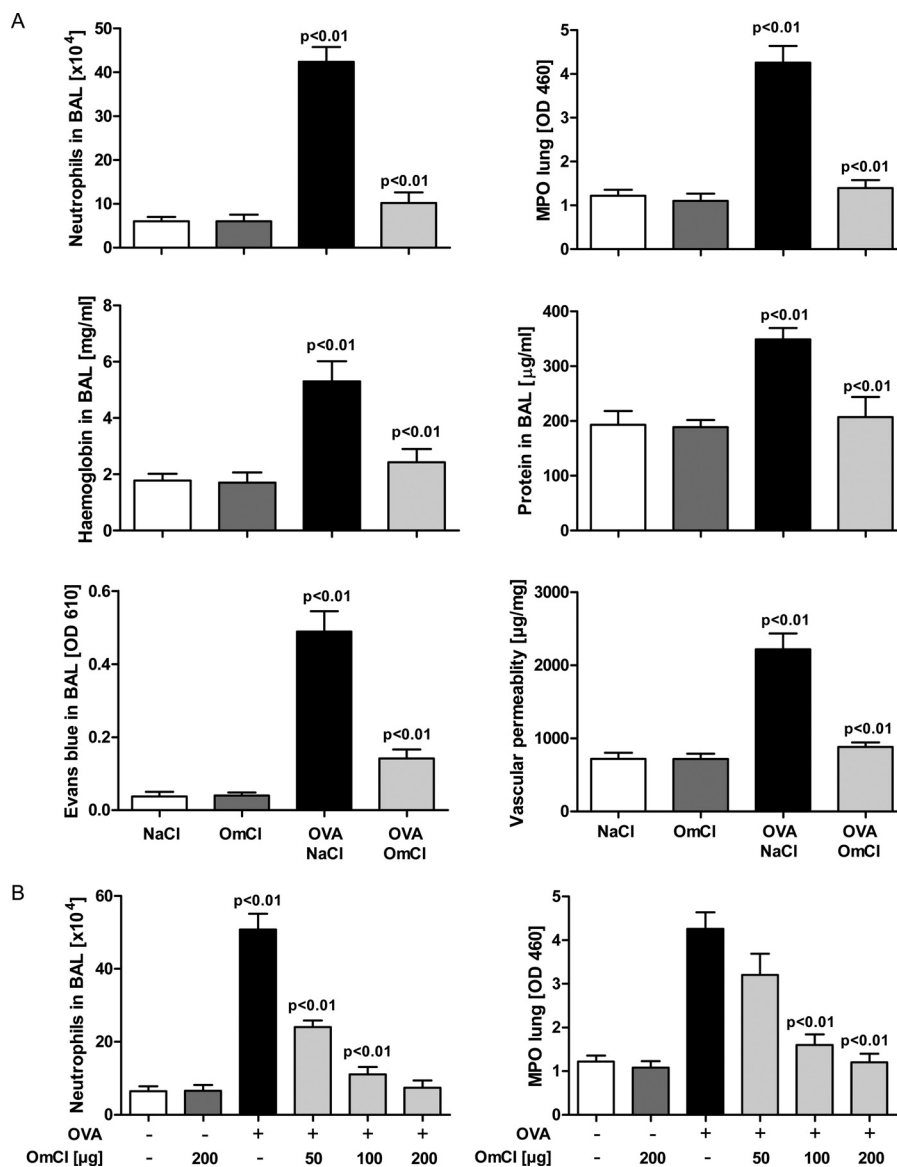 A
Neutrophils in BAL [x10⁴]
50
40
30
20
10
0
p<0.01
p<0.01
MPO lung [OD 460]
5
4
3
2
1
0
p<0.01
p<0.01
Haemoglobin in BAL [mg/ml]
8
6
4
2
0
p<0.01
p<0.01
Protein in BAL [µg/ml]
400
300
200
100
0
p<0.01
p<0.01
Evans blue in BAL [OD 610]
0.6
0.4
0.2
0.0
p<0.01
p<0.01
NaCl OmCI OVA OVA
NaCl OmCI
Vascular permeablity [µg/mg]
3000
2000
1000
0
p<0.01
p<0.01
NaCl OmCI OVA OVA
NaCl OmCI
B
Neutrophils in BAL [x10⁴]
60
40
20
0
p<0.01
p<0.01
p<0.01
OVA - - + + + +
OmCI [µg] - 200 - 50 100 200
MPO lung [OD 460]
5
4
3
2
1
0
p<0.01
p<0.01
- - + + + +
- 200 - 50 100 200